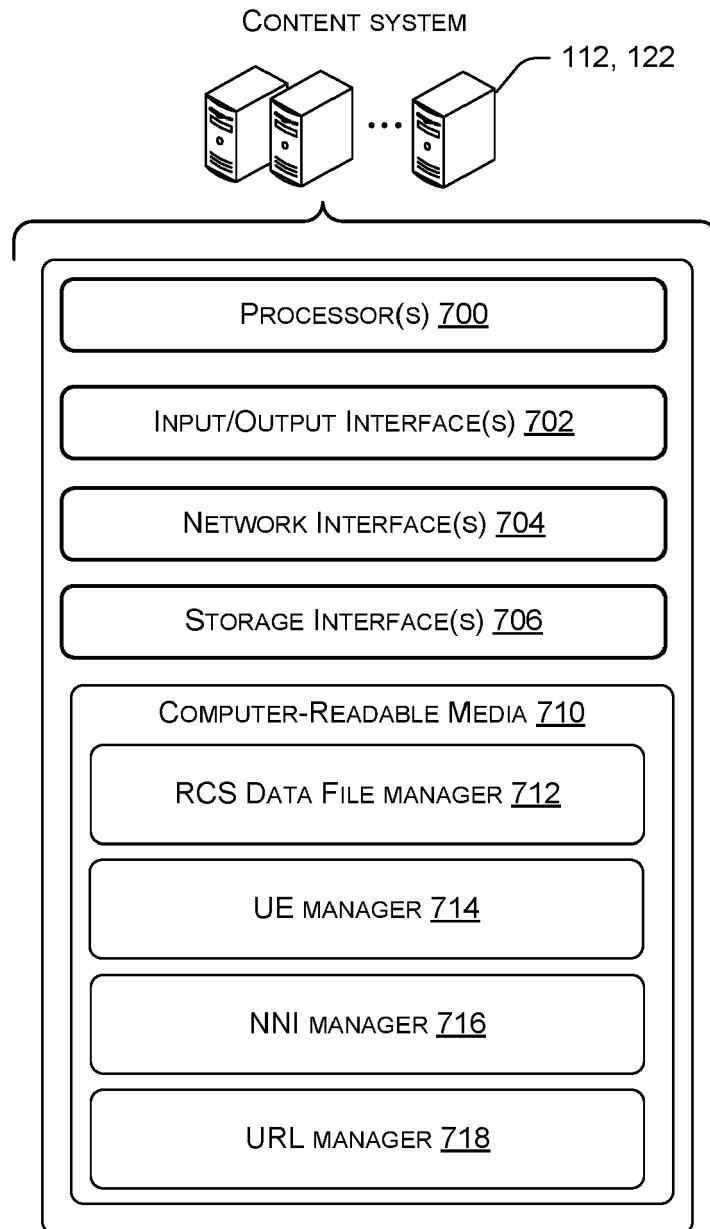 CONTENT SYSTEM
112, 122
PROCESSOR(S) 700
INPUT/OUTPUT INTERFACE(S) 702
NETWORK INTERFACE(S) 704
STORAGE INTERFACE(S) 706
COMPUTER-READABLE MEDIA 710
RCS DATA FILE MANAGER 712
UE MANAGER 714
NNI MANAGER 716
URL MANAGER 718